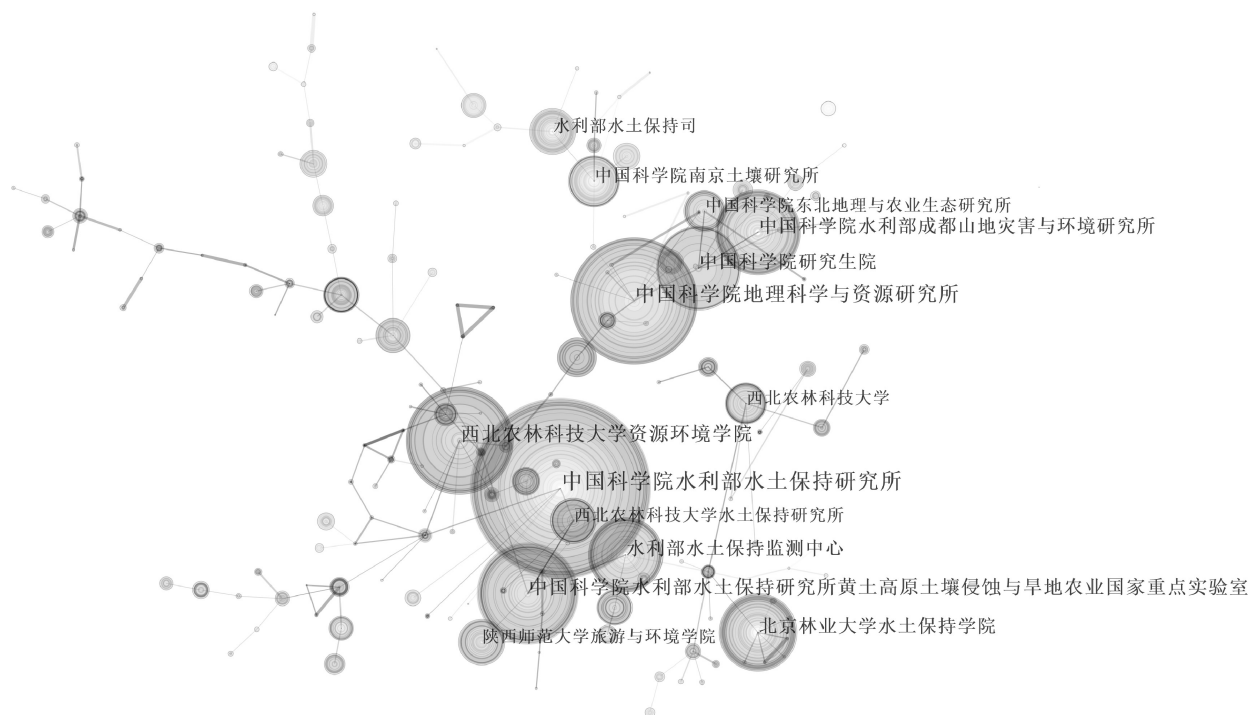 水利部水土保持司
中国科学院南京土壤研究所
中国科学院东北地理与农业生态研究所
中国科学院水利部成都山地灾害与环境研究所
中国科学院研究生院
中国科学院地理科学与资源研究所
西北农林科技大学
西北农林科技大学资源环境学院
中国科学院水利部水土保持研究所
西北农林科技大学水土保持研究所
水利部水土保持监测中心
中国科学院水利部水土保持研究所黄土高原土壤侵蚀与旱地农业国家重点实验室
北京林业大学水土保持学院
陕西师范大学旅游与环境学院